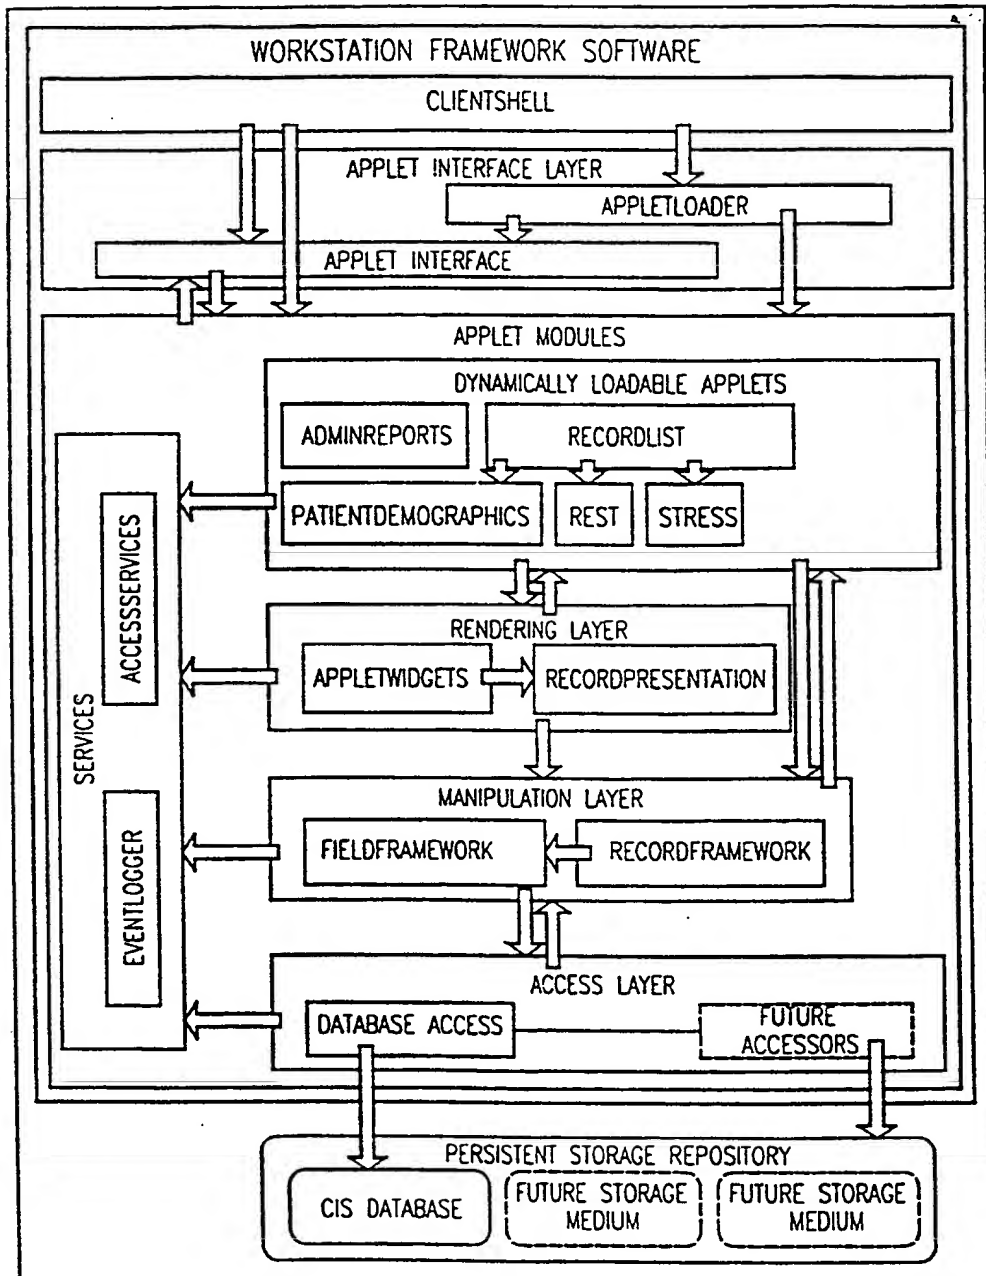 WORKSTATION FRAMEWORK SOFTWARE
CLIENTSHELL
APPLET INTERFACE LAYER
APPLETLOADER
APPLET INTERFACE
APPLET MODULES
DYNAMICALLY LOADABLE APPLETS
ADMINREPORTS
RECORDLIST
PATIENTDEMOGRAPHICS
REST
STRESS
SERVICES
ACCESSSERVICES
EVENTLOGGER
RENDERING LAYER
APPLETWIDGETS
RECORDPRESENTATION
MANIPULATION LAYER
FIELDFRAMEWORK
RECORDFRAMEWORK
ACCESS LAYER
DATABASE ACCESS
FUTURE
ACCESSORS
PERSISTENT STORAGE REPOSITORY
CIS DATABASE
FUTURE STORAGE
MEDIUM
FUTURE STORAGE
MEDIUM